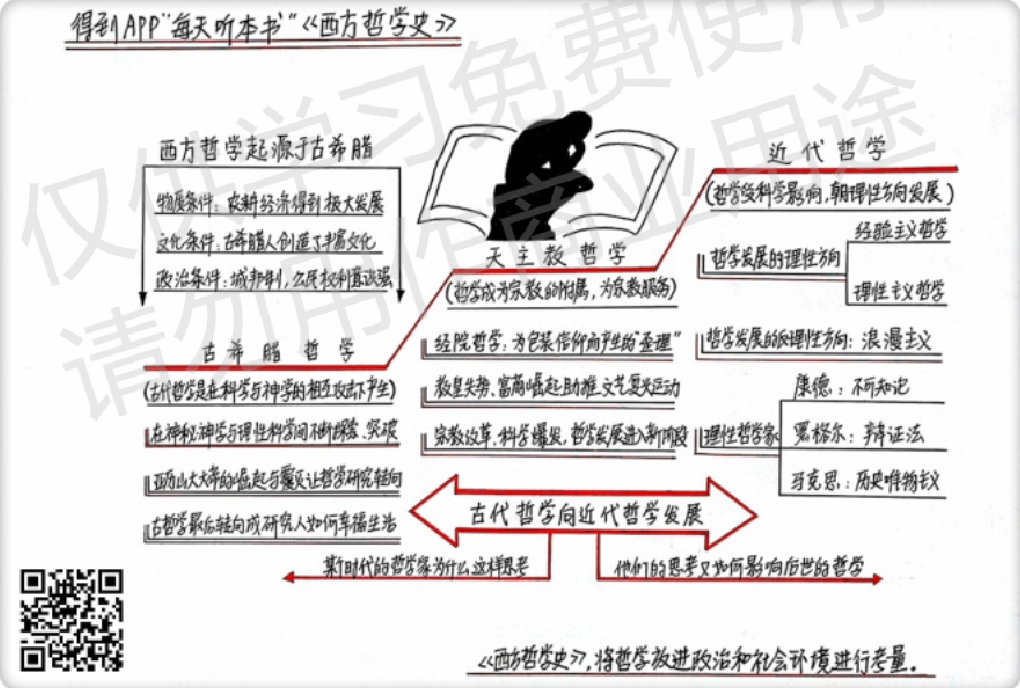 得到APP“每天听本书”《西方哲学史》
仅供学习免费使用
请勿用作商业用途
西方哲学起源于古希腊
物质条件：农耕经济得到极大发展
文化条件：古希腊人创造了丰富文化
政治条件：城邦制，公民权利意识强
古希腊哲学
(古代哲学是在科学与神学的相互攻击下产生)
在神秘神学与理性科学间不断探索、突破
亚历山大大帝的崛起与覆灭让哲学研究转向
古哲学最后转向成研究人如何幸福生活
天主教哲学
(哲学成为宗教的附属，为宗教服务)
经院哲学：为包装信仰而产生的“歪理”
教皇失势、富商崛起助推文艺复兴运动
宗教改革、科学爆发，哲学发展进入新阶段
近代哲学
(哲学受科学影响，朝理性方向发展)
哲学发展的理性方向
经验主义哲学
理性主义哲学
哲学发展的反理性方向：浪漫主义
理性哲学家
康德：不可知论
黑格尔：辩证法
马克思：历史唯物主义
古代哲学向近代哲学发展
某时代的哲学家为什么这样思考
他们的思考又如何影响后世的哲学
《西方哲学史》，将哲学放进政治和社会环境进行考量。